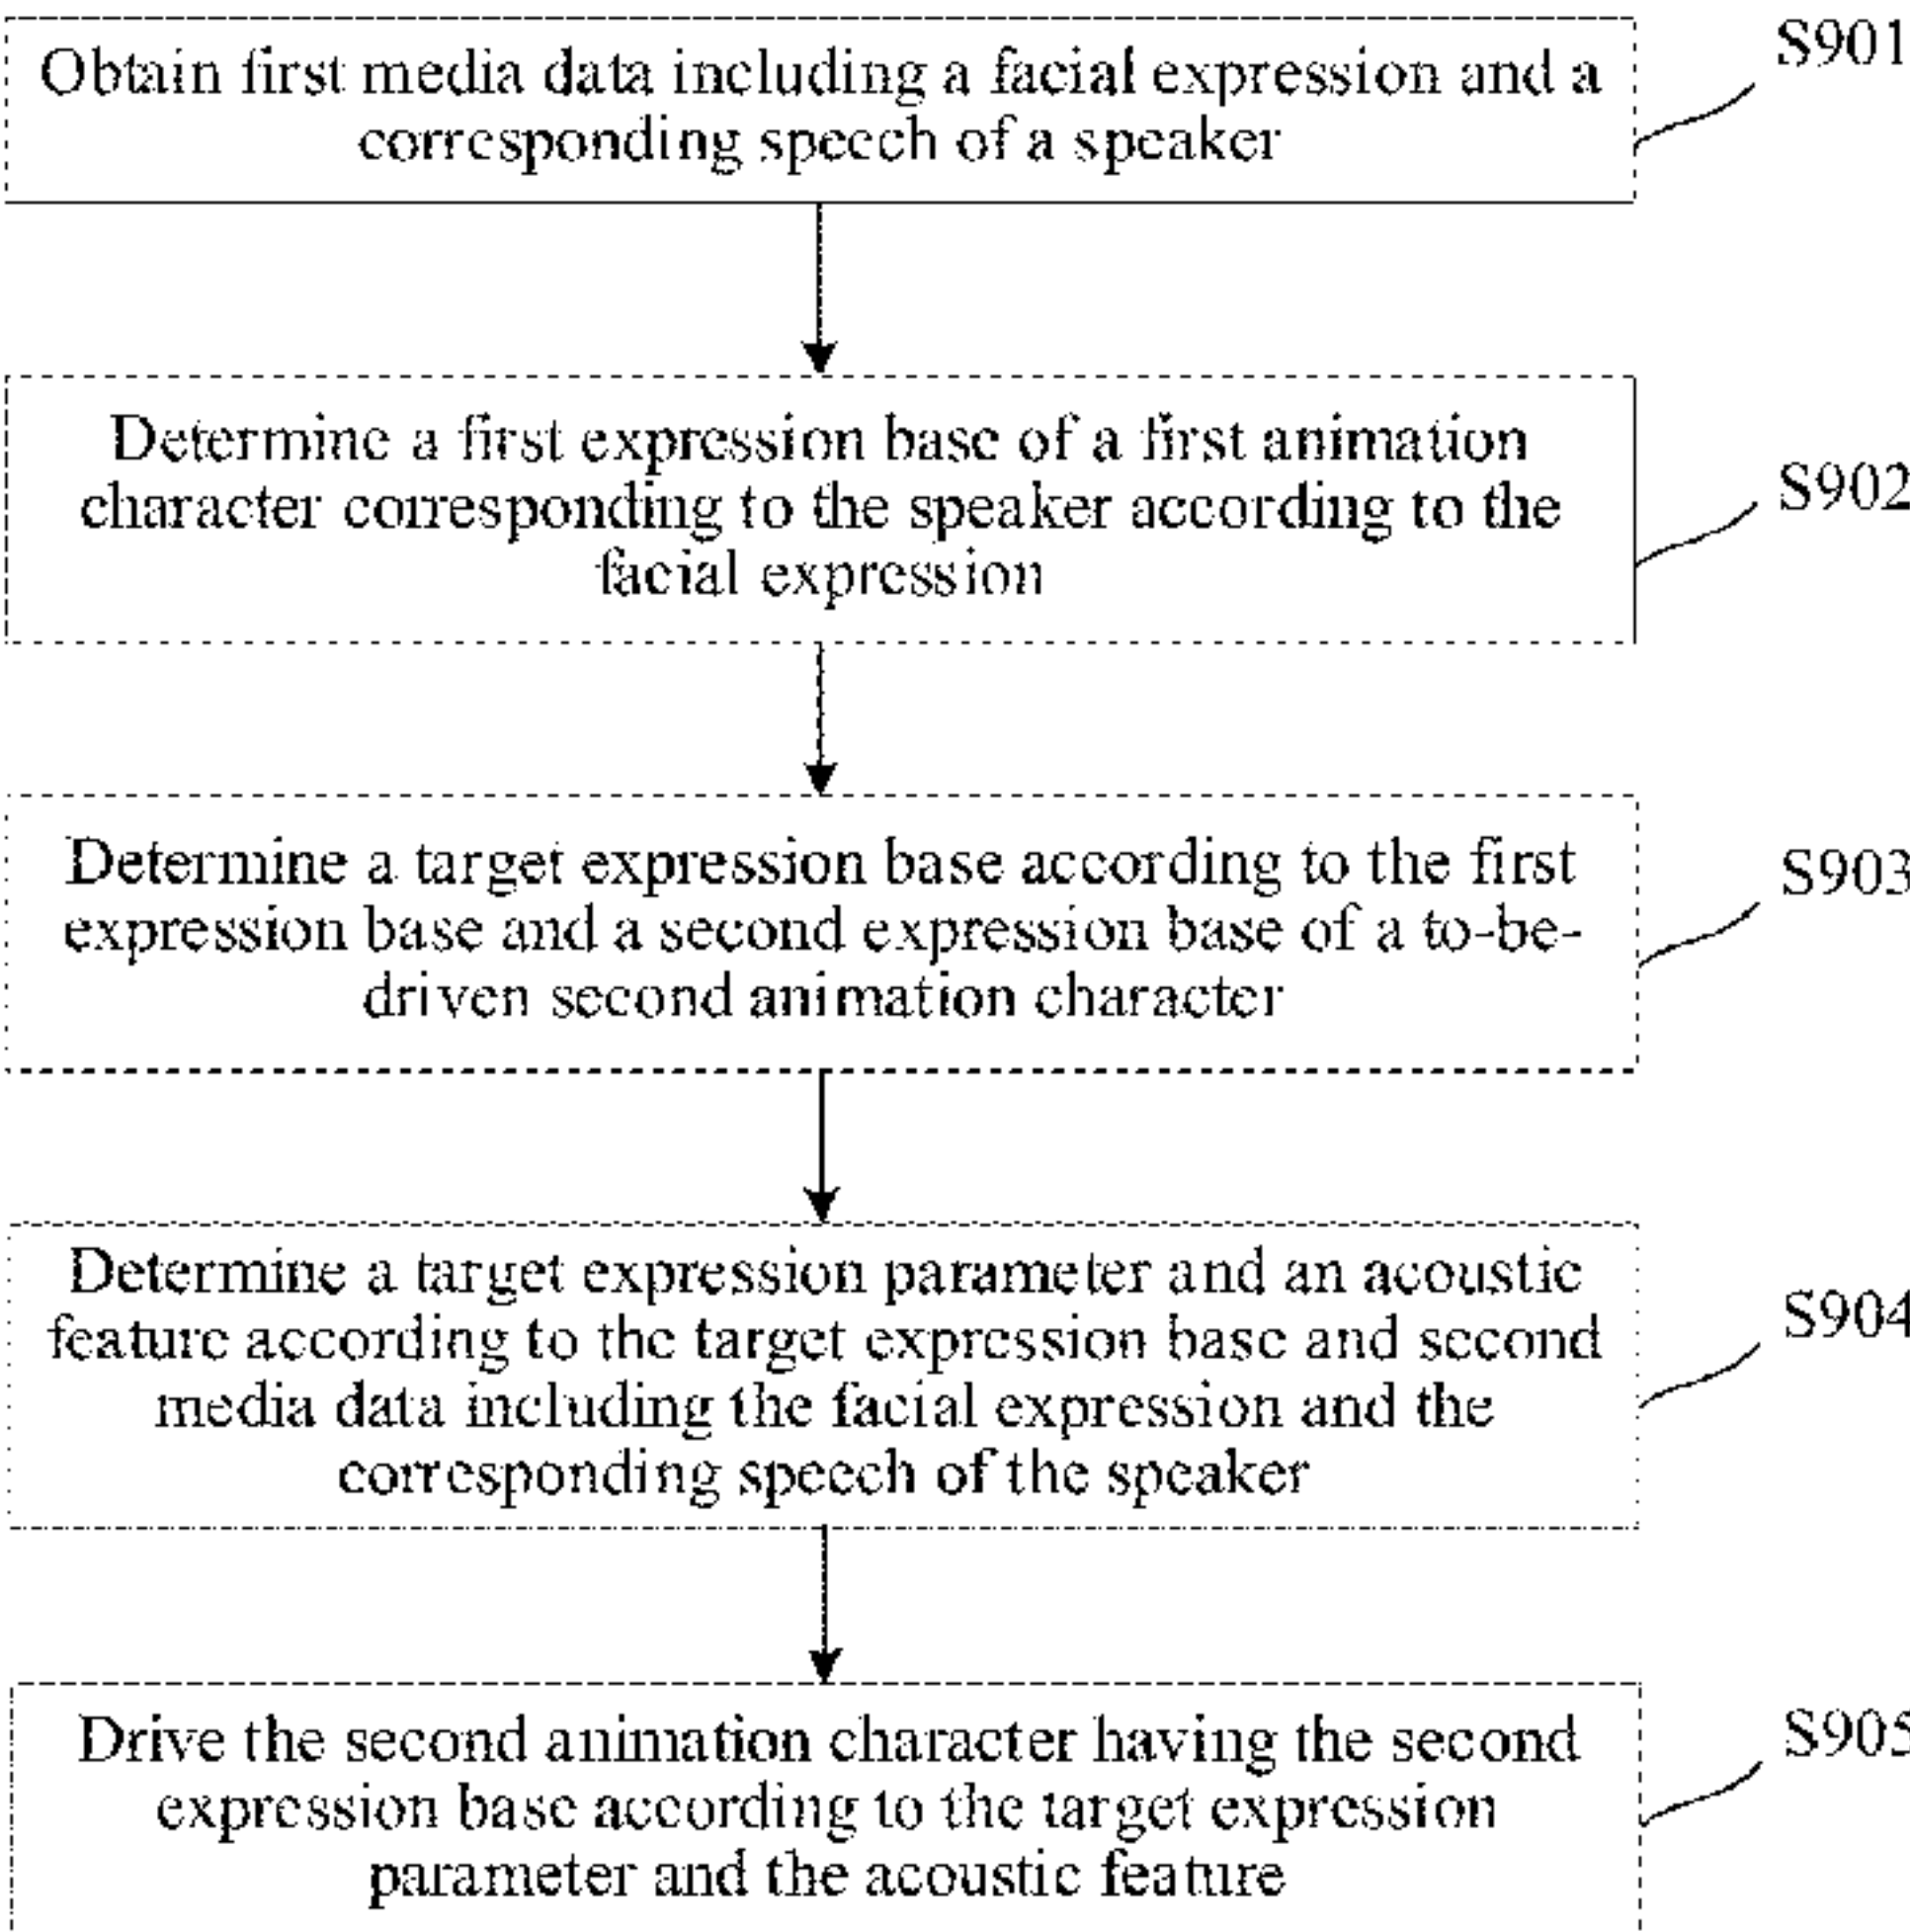 Obtain first media data including a facial expression and a
corresponding speech of a speaker
S901
Determine a first expression base of a first animation
character corresponding to the speaker according to the
facial expression
S902
Determine a target expression base according to the first
expression base and a second expression base of a to-be-
driven second animation character
S903
Determine a target expression parameter and an acoustic
feature according to the target expression base and second
media data including the facial expression and the
corresponding speech of the speaker
S904
Drive the second animation character having the second
expression base according to the target expression
parameter and the acoustic feature
S905